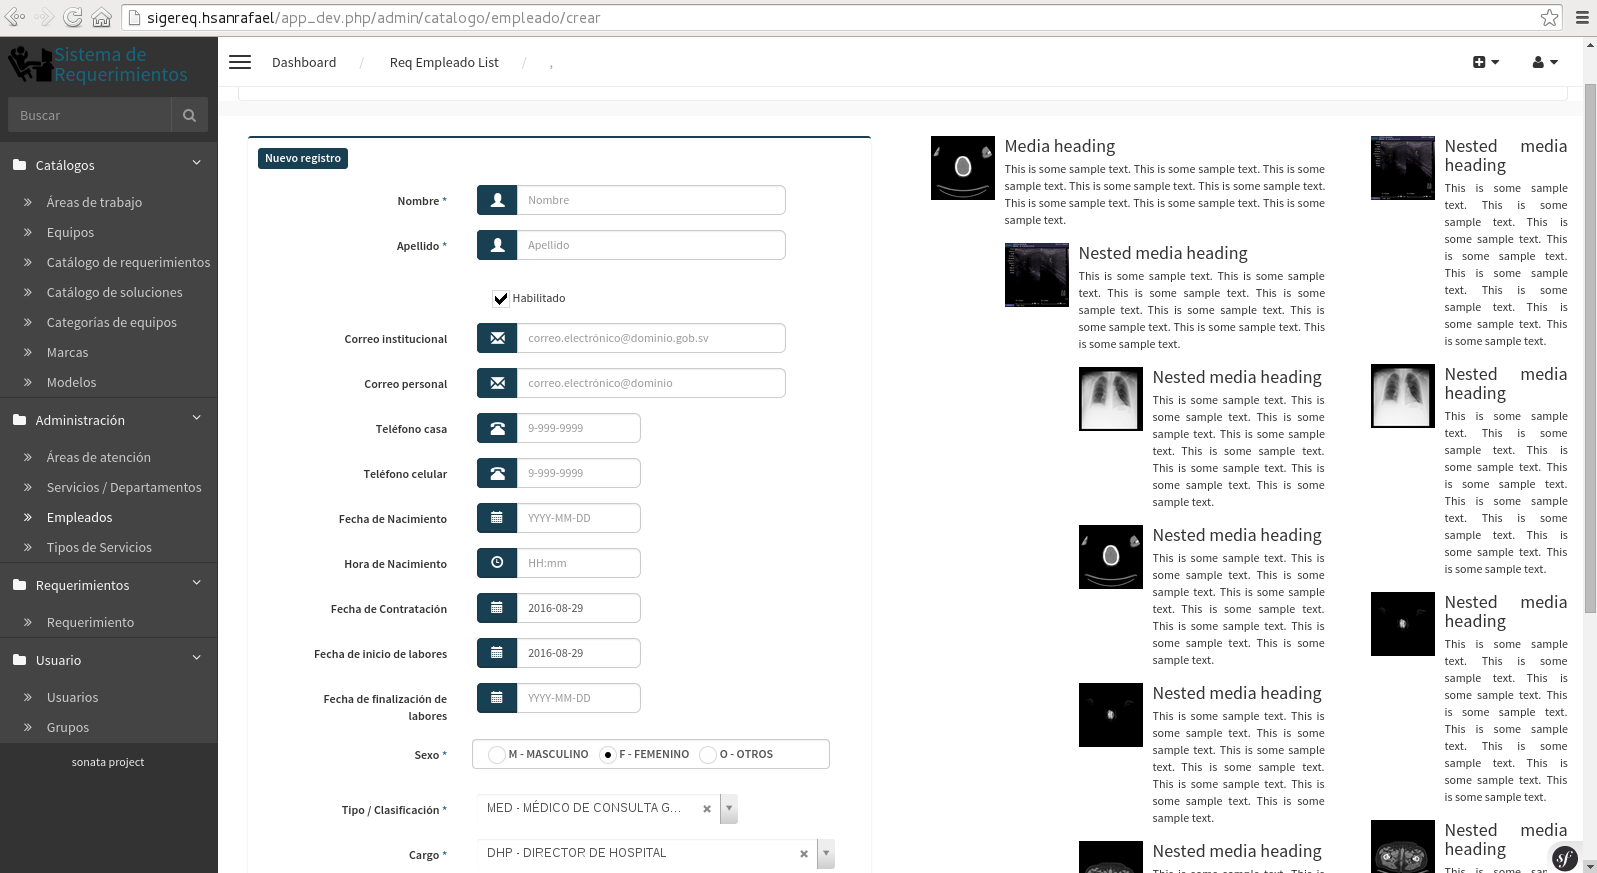 sigereq.hsanrafael/app_dev.php/admin/catalogo/empleado/crear
Sistema de
Requerimientos
Buscar
Catálogos
Áreas de trabajo
Equipos
Catálogo de requerimientos
Catálogo de soluciones
Categorías de equipos
Marcas
Modelos
Administración
Áreas de atención
Servicios / Departamentos
Empleados
Tipos de Servicios
Requerimientos
Requerimiento
Usuario
Usuarios
Grupos
sonata project
Dashboard / Req Empleado List / ,
Nuevo registro
Nombre *
Nombre
Apellido *
Apellido
Habilitado
Correo institucional
correo.electrónico@dominio.gob.sv
Correo personal
correo.electrónico@dominio
Teléfono casa
9-999-9999
Teléfono celular
9-999-9999
Fecha de Nacimiento
YYYY-MM-DD
Hora de Nacimiento
HH:mm
Fecha de Contratación
2016-08-29
Fecha de inicio de labores
2016-08-29
Fecha de finalización de
labores
YYYY-MM-DD
Sexo *
M - MASCULINO F - FEMENINO O - OTROS
Tipo / Clasificación *
MED - MÉDICO DE CONSULTA G...
Cargo *
DHP - DIRECTOR DE HOSPITAL
Media heading
This is some sample text. This is some sample text. This is some
sample text. This is some sample text. This is some sample text.
This is some sample text. This is some sample text. This is some
sample text.
Nested media heading
This is some sample text. This is some sample
text. This is some sample text. This is some
sample text. This is some sample text. This is
some sample text. This is some sample text. This
is some sample text.
Nested media heading
This is some sample text. This is
some sample text. This is some
sample text. This is some sample
text. This is some sample text.
This is some sample text. This is
some sample text. This is some
sample text.
Nested media heading
This is some sample text. This is
some sample text. This is some
sample text. This is some sample
text. This is some sample text.
This is some sample text. This is
some sample text. This is some
sample text.
Nested media heading
This is some sample text. This is
some sample text. This is some
sample text. This is some sample
text. This is some sample text.
This is some sample text. This is
some sample text. This is some
sample text.
Nested media heading
Nested media
heading
This is some sample
text. This is some
sample text. This is
some sample text. This
is some sample text.
This is some sample
text. This is some
sample text. This is
some sample text. This
is some sample text.
Nested media
heading
This is some sample
text. This is some
sample text. This is
some sample text. This
is some sample text.
This is some sample
text. This is some
sample text. This is
some sample text. This
is some sample text.
Nested media
heading
This is some sample
text. This is some
sample text. This is
some sample text. This
is some sample text.
This is some sample
text. This is some
sample text. This is
some sample text. This
is some sample text.
Nested media
heading
sf